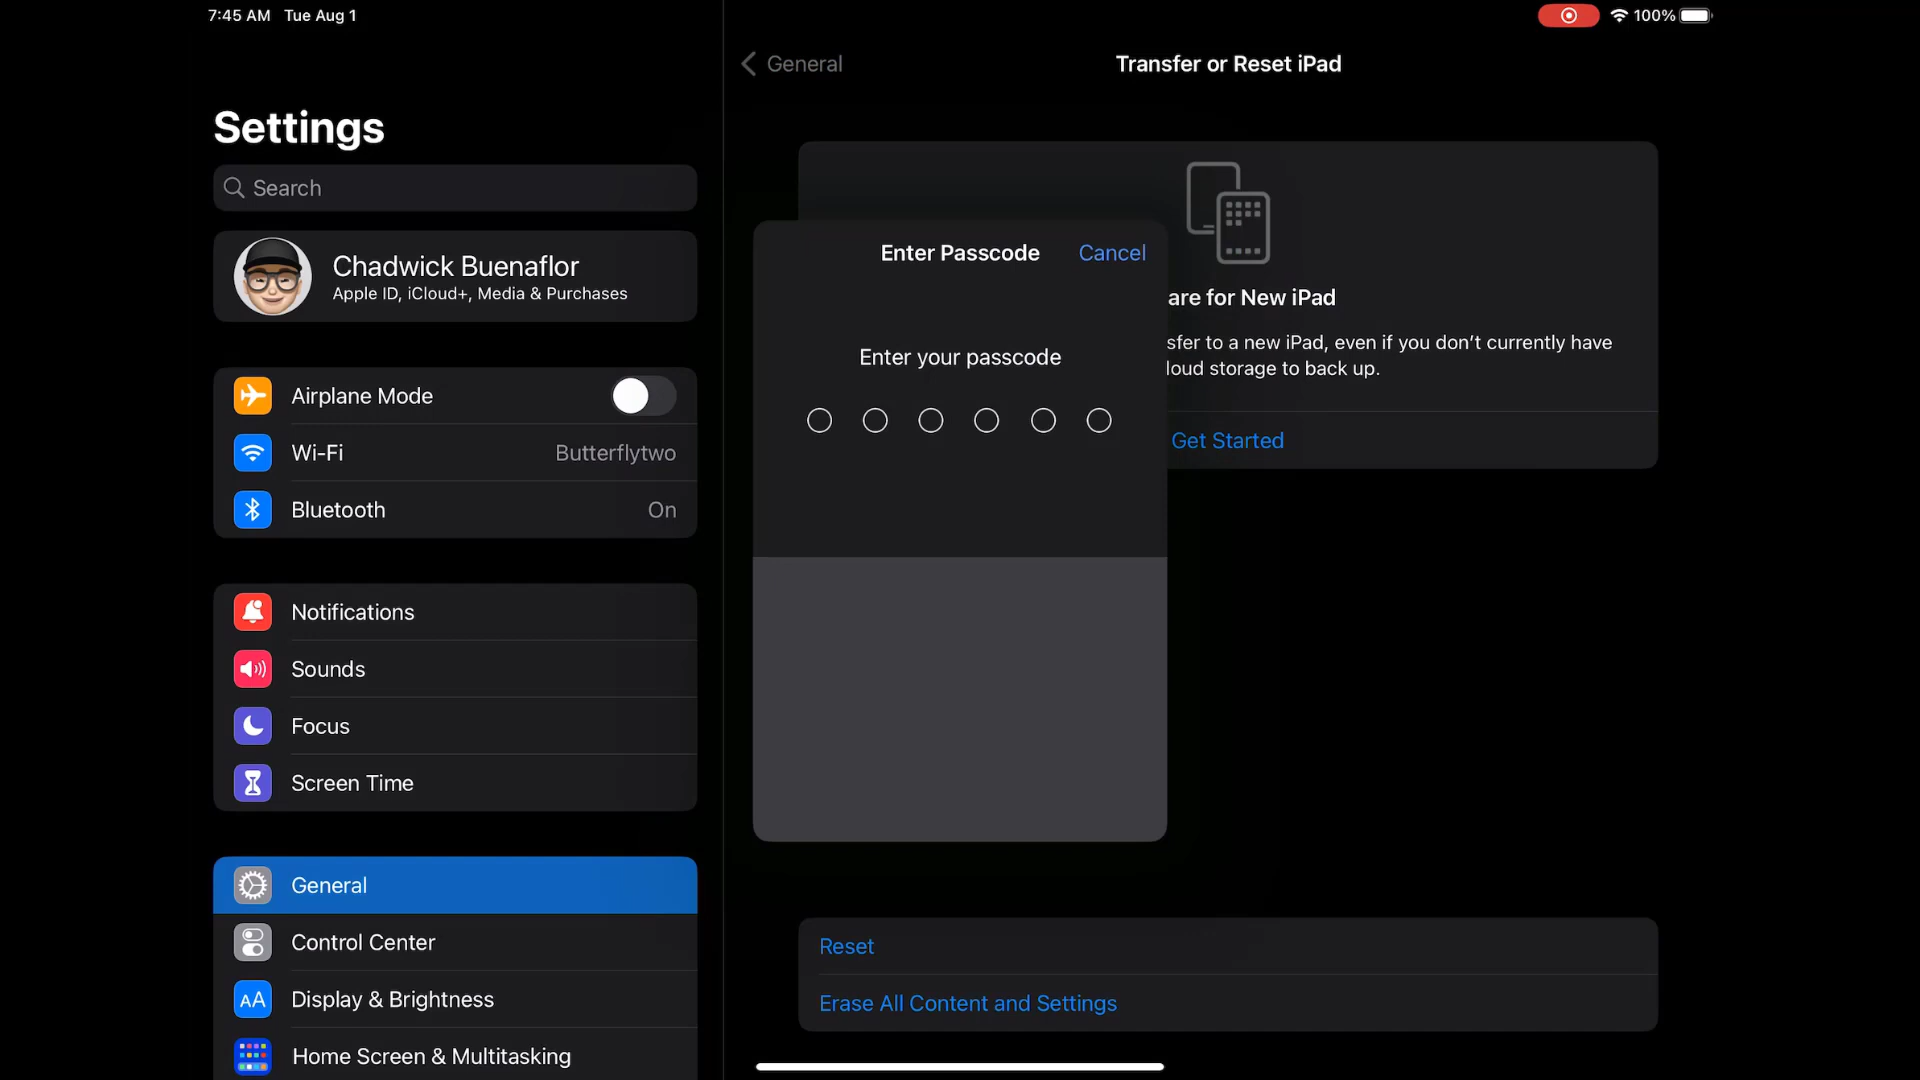 7:45 AM Tue Aug 1
100%
Settings
Search
Chadwick Buenaflor
Apple ID, iCloud+, Media & Purchases
Airplane Mode
Wi-Fi Butterflytwo
Bluetooth On
Notifications
Sounds
Focus
Screen Time
General
Control Center
AA Display & Brightness
Home Screen & Multitasking
General Transfer or Reset iPad
are for New iPad
sfer to a new iPad, even if you don’t currently have
loud storage to back up.
Get Started
Enter Passcode Cancel
Enter your passcode
Reset
Erase All Content and Settings